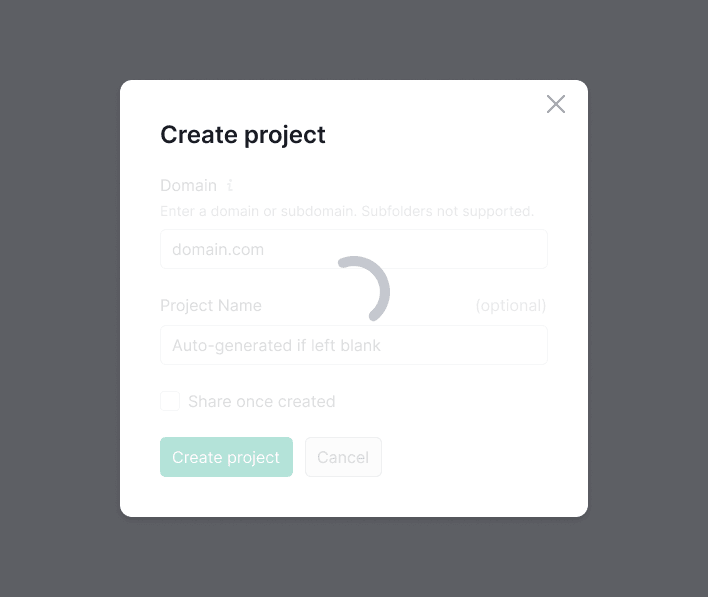 Create project
Domain i
Enter a domain or subdomain. Subfolders not supported.
domain.com
Project Name (optional)
Auto-generated if left blank
Share once created
Create project Cancel